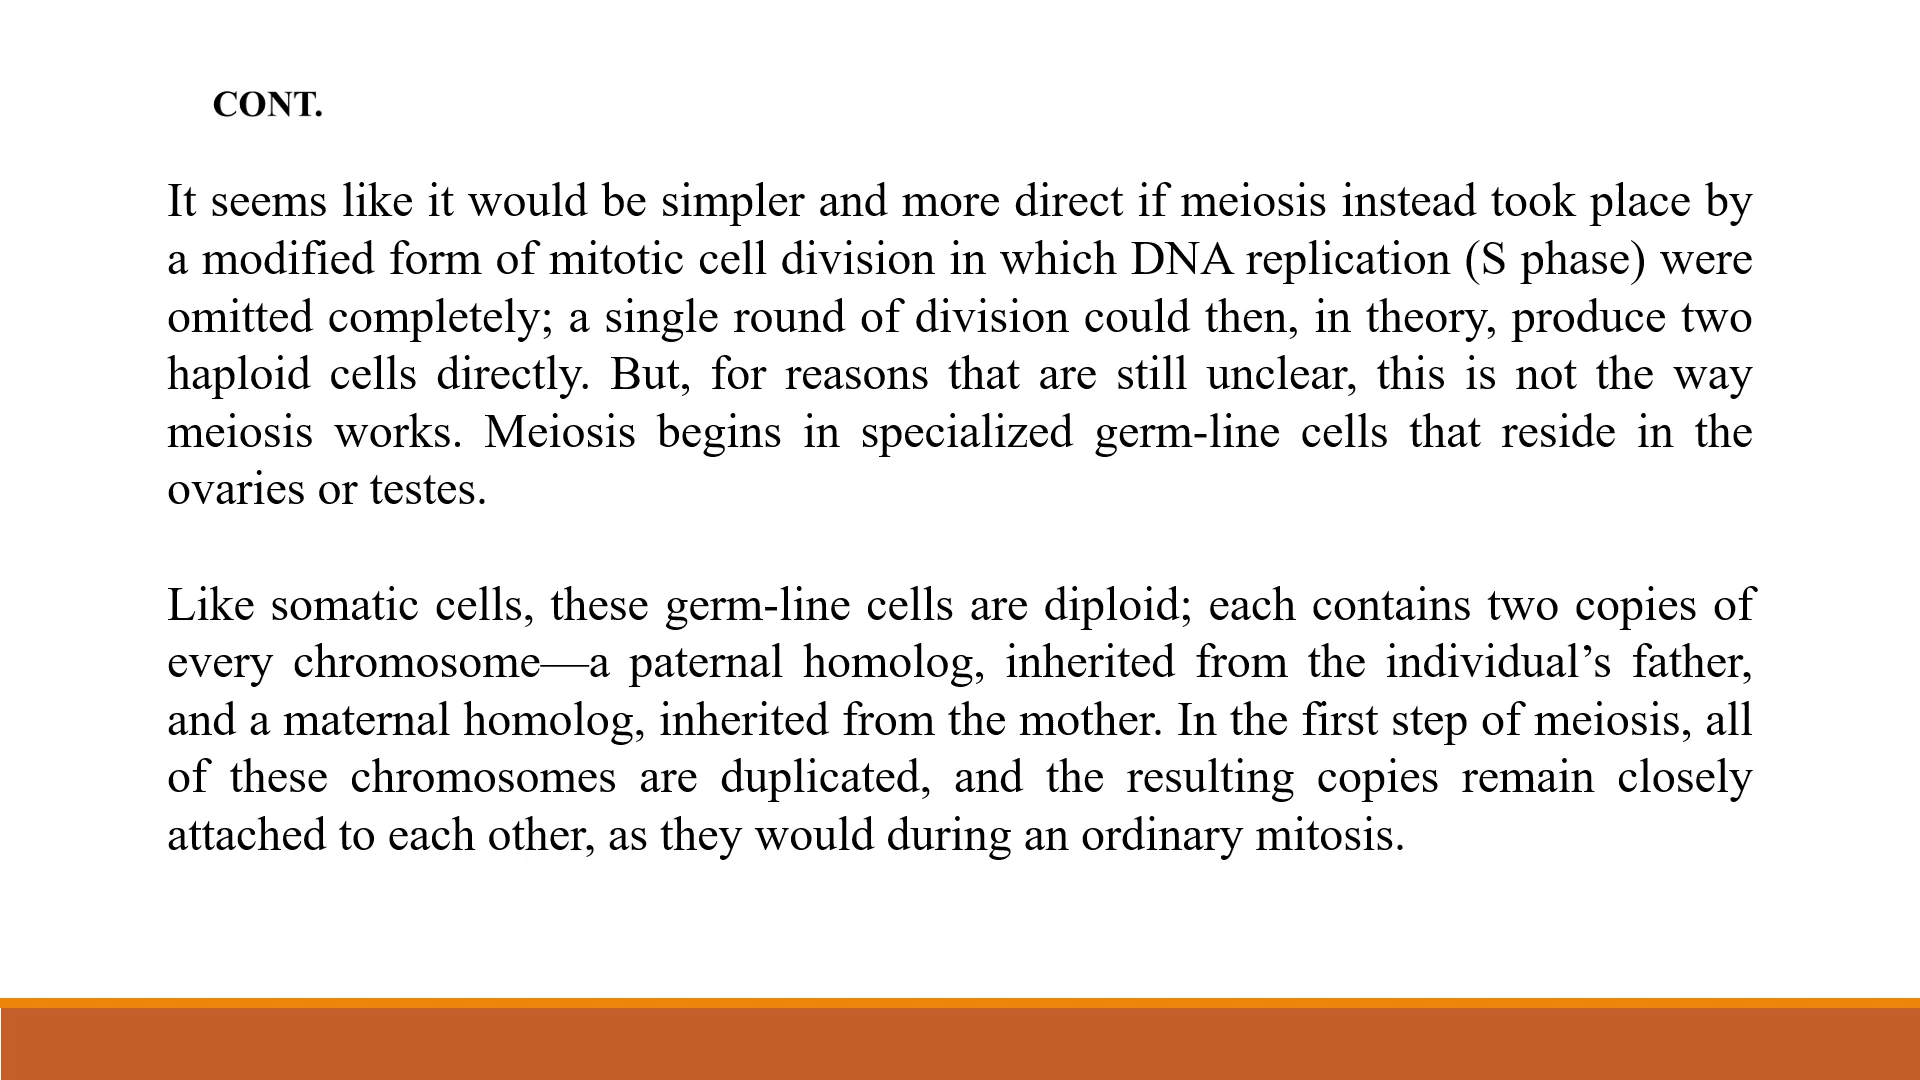 CONT.
It seems like it would be simpler and more direct if meiosis instead took place by
a modified form of mitotic cell division in which DNA replication (S phase) were
omitted completely; a single round of division could then, in theory, produce two
haploid cells directly. But, for reasons that are still unclear, this is not the way
meiosis works. Meiosis begins in specialized germ-line cells that reside in the
ovaries or testes.
Like somatic cells, these germ-line cells are diploid; each contains two copies of
every chromosome—a paternal homolog, inherited from the individual’s father,
and a maternal homolog, inherited from the mother. In the first step of meiosis, all
of these chromosomes are duplicated, and the resulting copies remain closely
attached to each other, as they would during an ordinary mitosis.